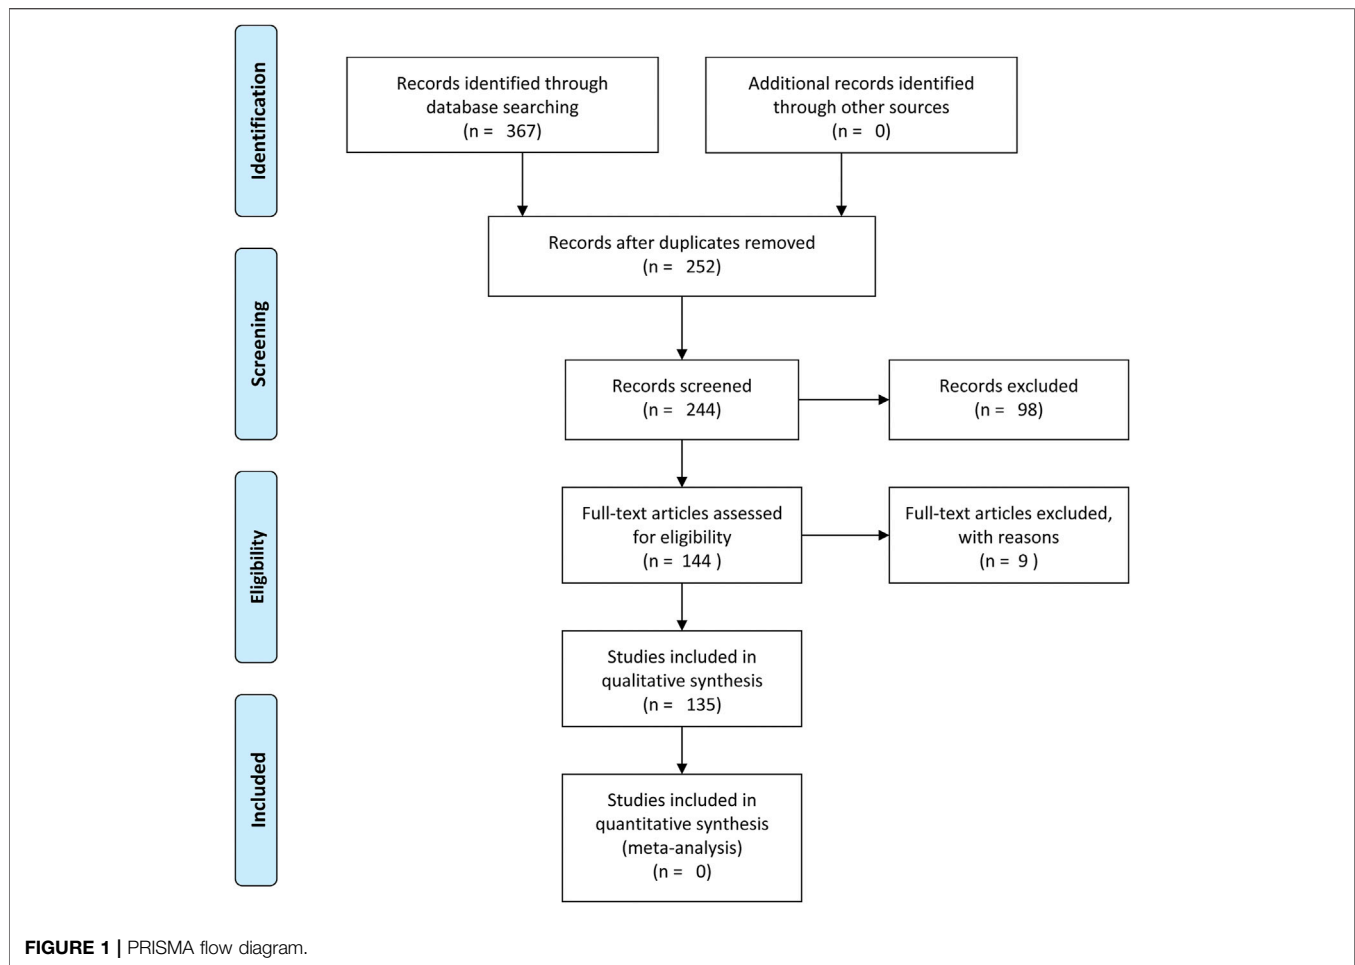 Identification
Records identified through
database searching
(n = 367)
Additional records identified
through other sources
(n = 0)
Records after duplicates removed
(n = 252)
Screening
Records screened
(n = 244)
Records excluded
(n = 98)
Eligibility
Full-text articles assessed
for eligibility
(n = 144 )
Full-text articles excluded,
with reasons
(n = 9 )
Studies included in
qualitative synthesis
(n = 135)
Included
Studies included in
quantitative synthesis
(meta-analysis)
(n = 0)
FIGURE 1 | PRISMA flow diagram.